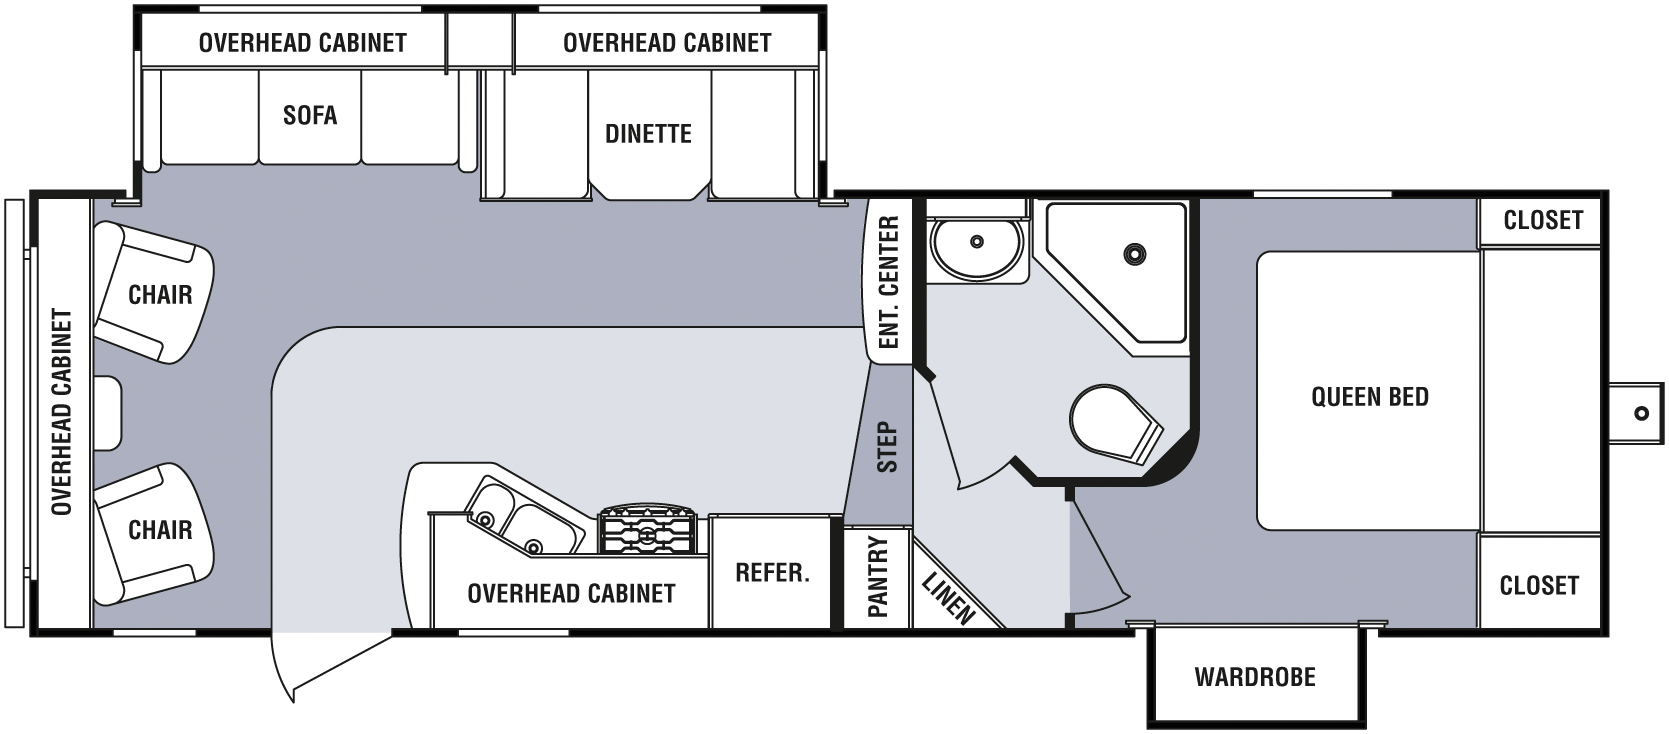 OVERHEAD CABINET
OVERHEAD CABINET
SOFA
DINETTE
CLOSET
ENT. CENTER
CHAIR
OVERHEAD CABINET
QUEEN BED
STEP
CHAIR
REFER.
PANTRY
LINEN
OVERHEAD CABINET
CLOSET
WARDROBE